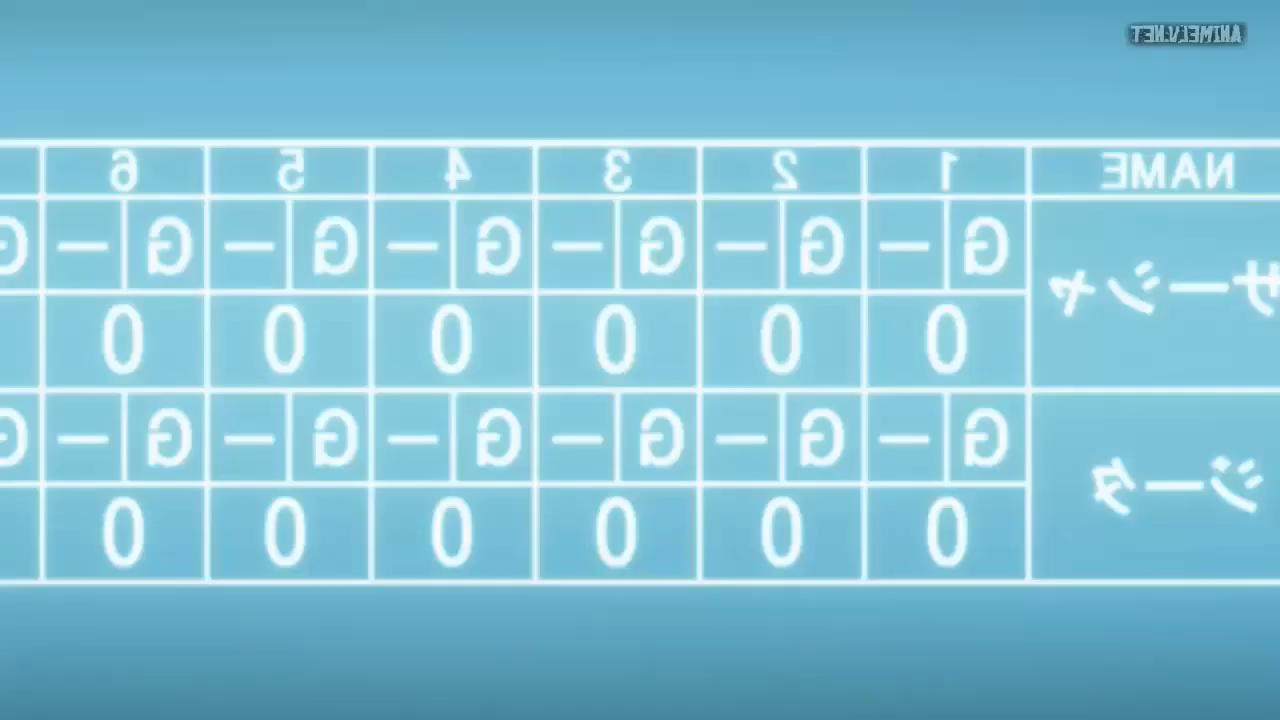 ANIMELV.NET
NAME 1 2 3 4 5 6
サーシャ G – G – G – G – G – G – G
0 0 0 0 0 0
ジータ G – G – G – G – G – G – G
0 0 0 0 0 0